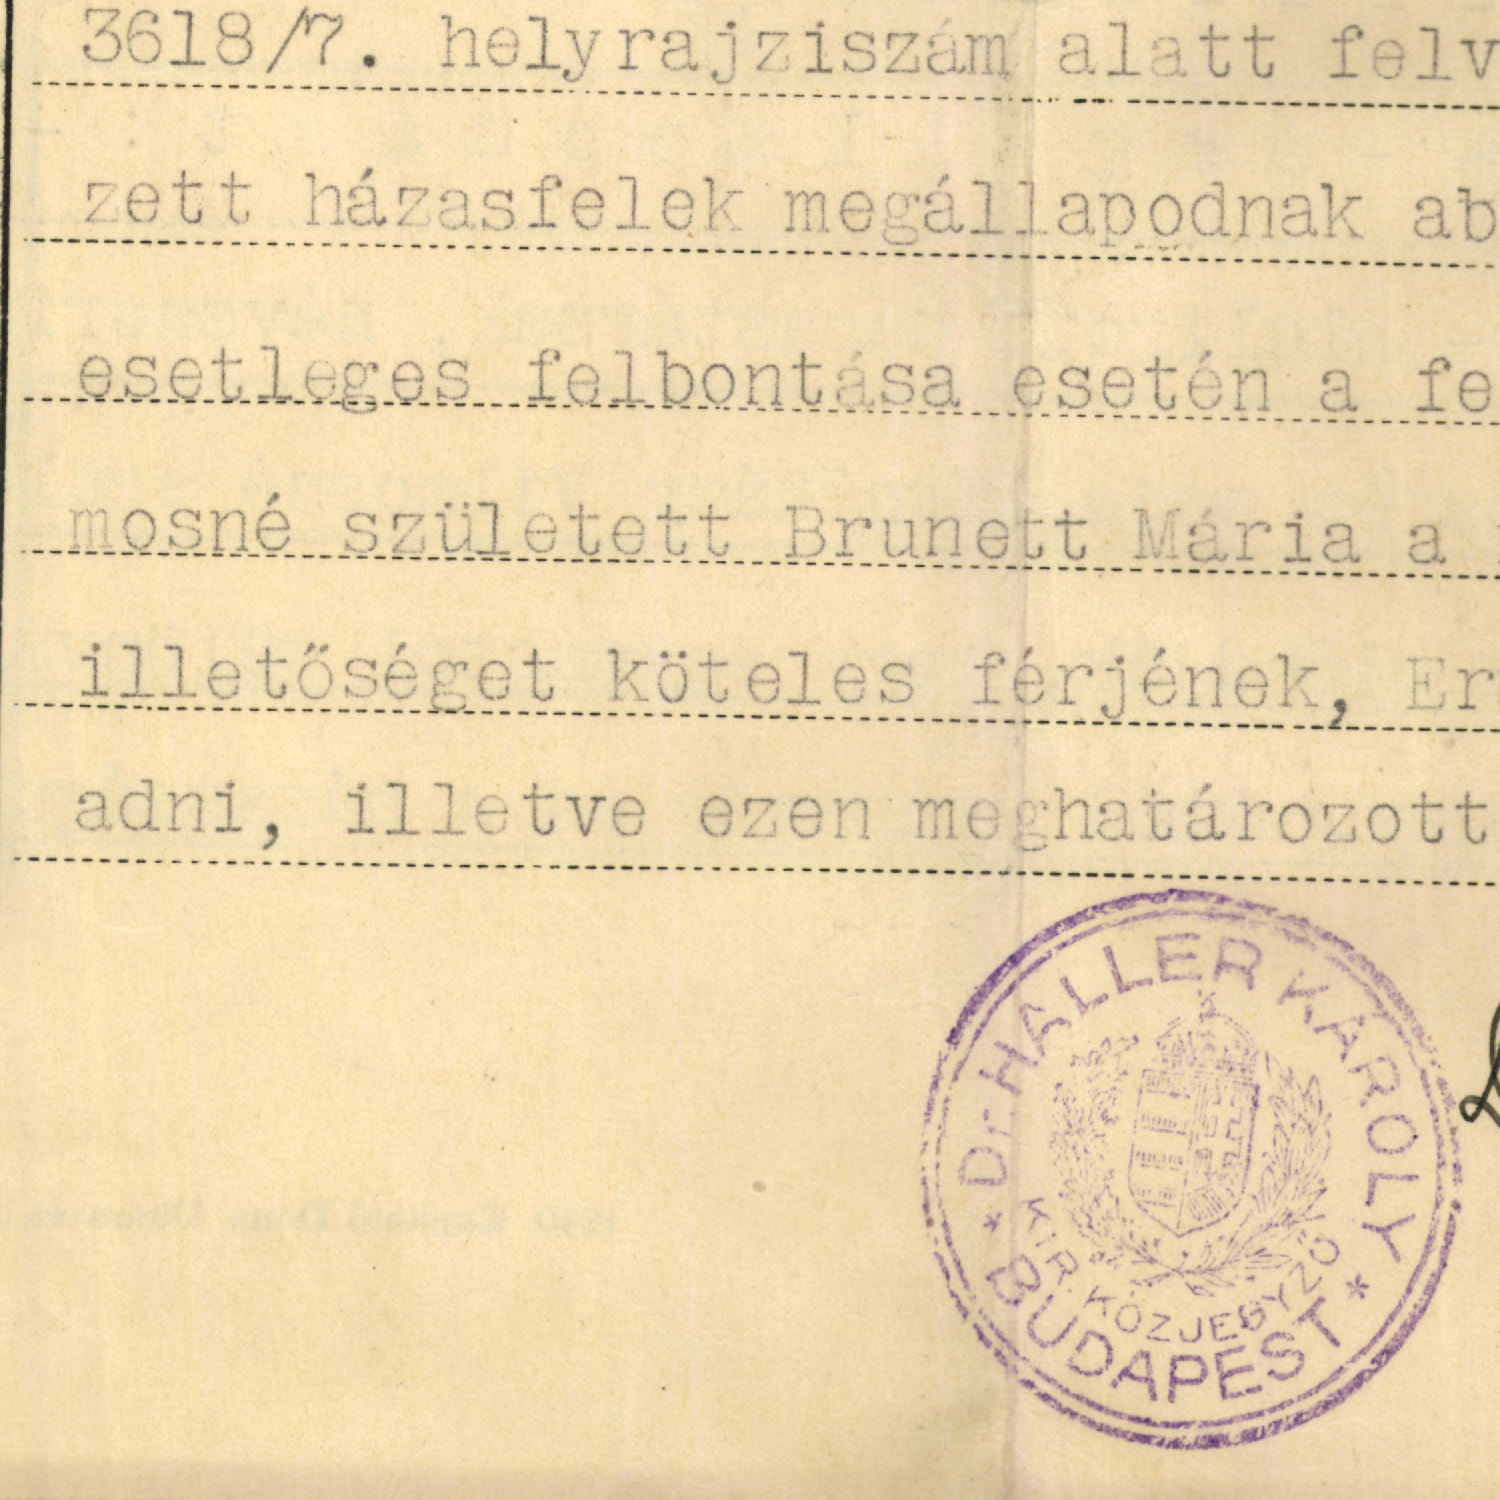 3618/7. helyrajziszám alatt felv
zett házasfelek megállapodnak ab
esetleges felbontása esetén a fe
mosné született Brunett Mária a
illetőséget köteles férjének, Er
adni, illetve ezen meghatározott
Dr. HALLER KÁROLY
KIR. KÖZJEGYZŐ
* BUDAPEST *